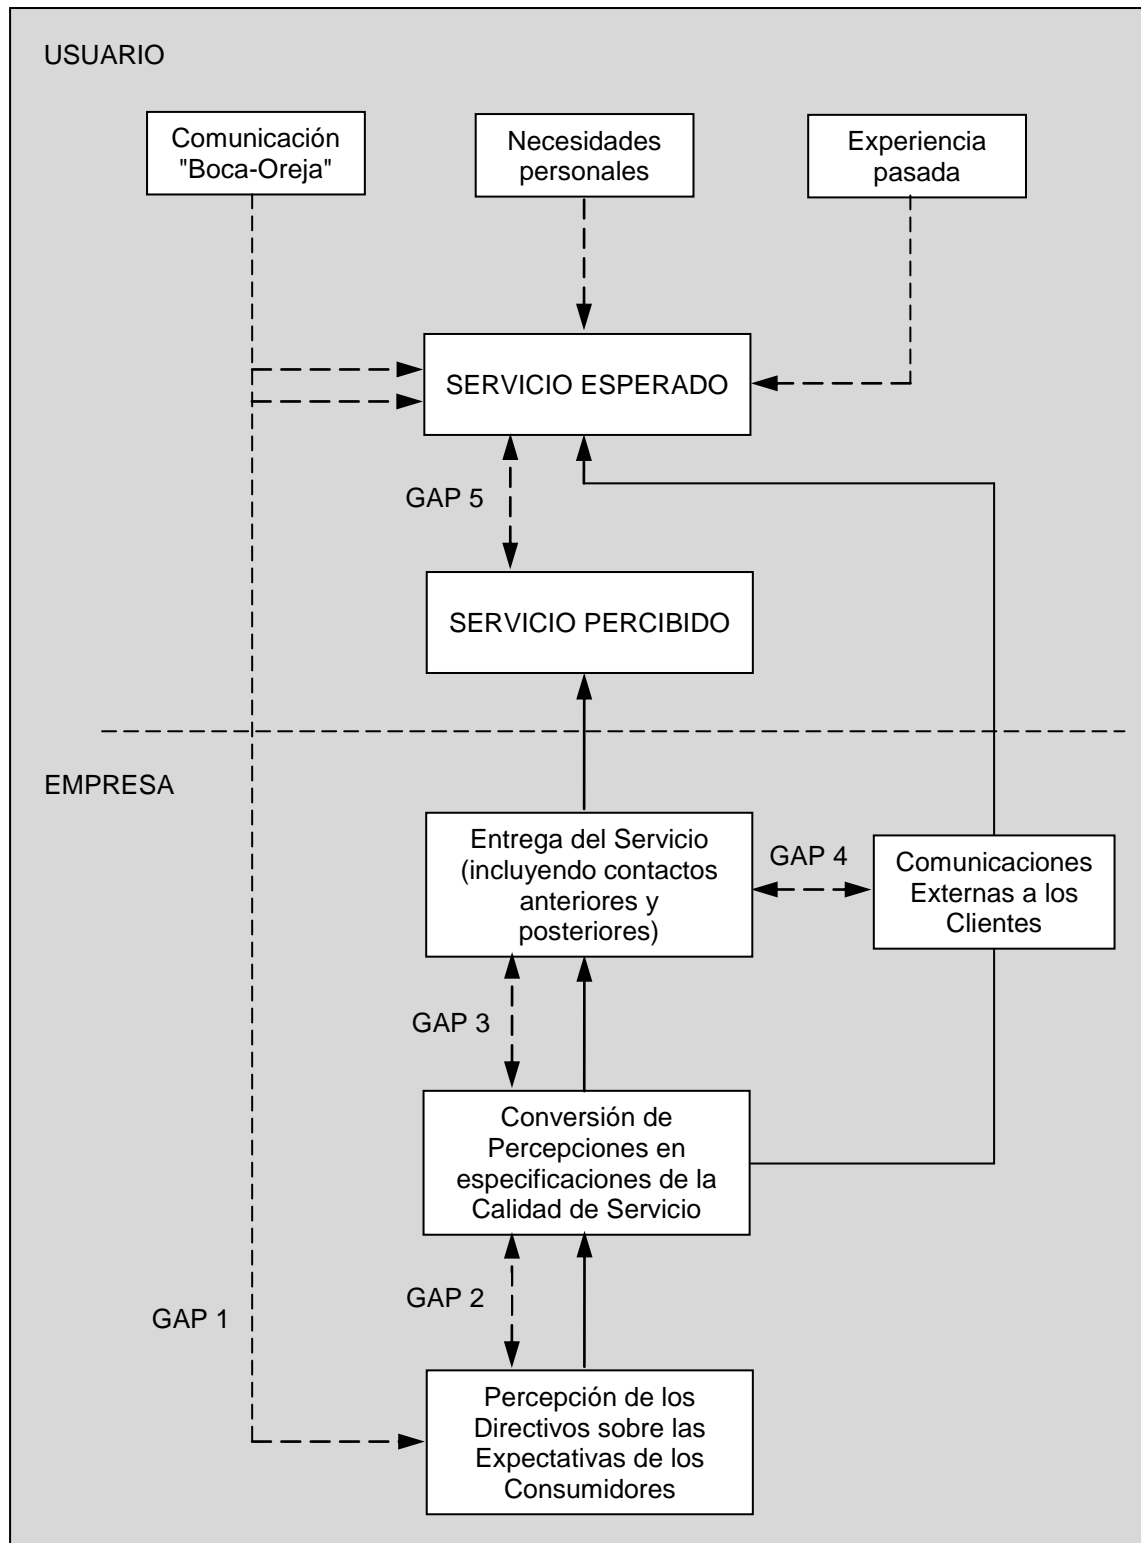 USUARIO
Comunicación
"Boca-Oreja"
Necesidades
personales
Experiencia
pasada
SERVICIO ESPERADO
GAP 5
SERVICIO PERCIBIDO
EMPRESA
Entrega del Servicio
(incluyendo contactos
anteriores y
posteriores)
GAP 4
Comunicaciones
Externas a los
Clientes
GAP 3
Conversión de
Percepciones en
especificaciones de la
Calidad de Servicio
GAP 2
GAP 1
Percepción de los
Directivos sobre las
Expectativas de los
Consumidores